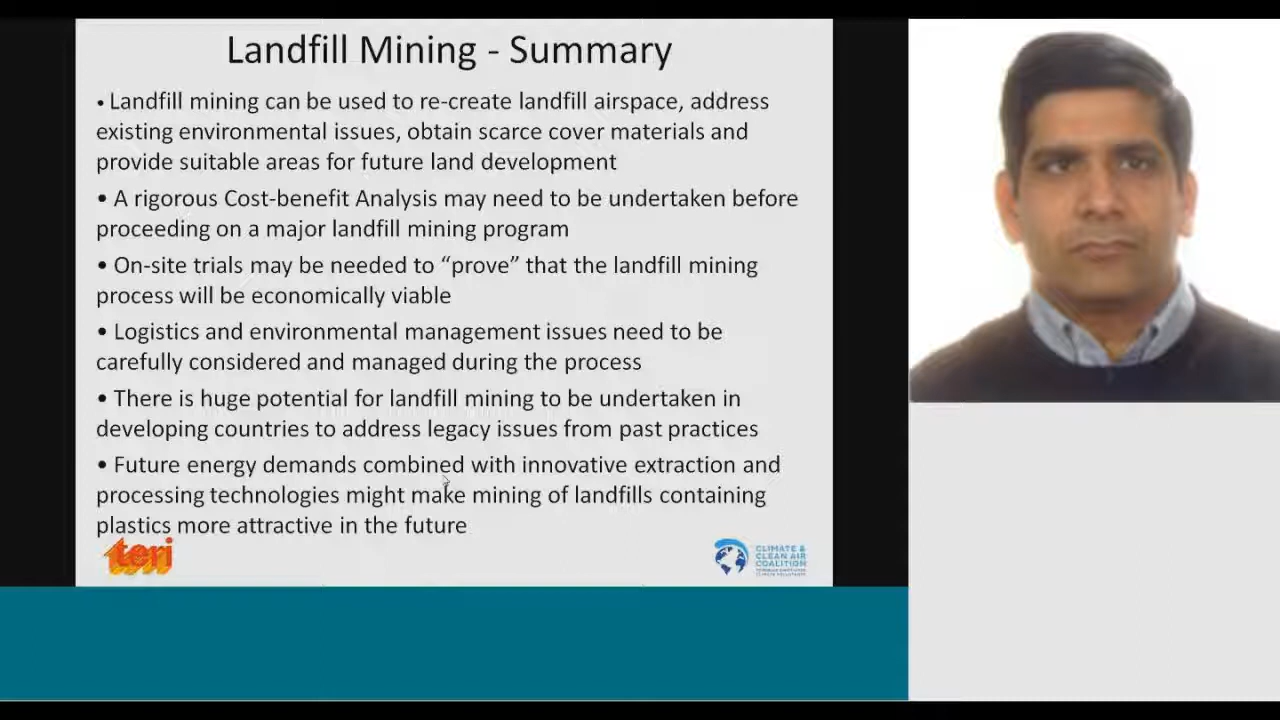 Landfill Mining - Summary
• Landfill mining can be used to re-create landfill airspace, address
existing environmental issues, obtain scarce cover materials and
provide suitable areas for future land development
• A rigorous Cost-benefit Analysis may need to be undertaken before
proceeding on a major landfill mining program
• On-site trials may be needed to “prove” that the landfill mining
process will be economically viable
• Logistics and environmental management issues need to be
carefully considered and managed during the process
• There is huge potential for landfill mining to be undertaken in
developing countries to address legacy issues from past practices
• Future energy demands combined with innovative extraction and
processing technologies might make mining of landfills containing
plastics more attractive in the future
teri
CLIMATE &
CLEAN AIR
COALITION